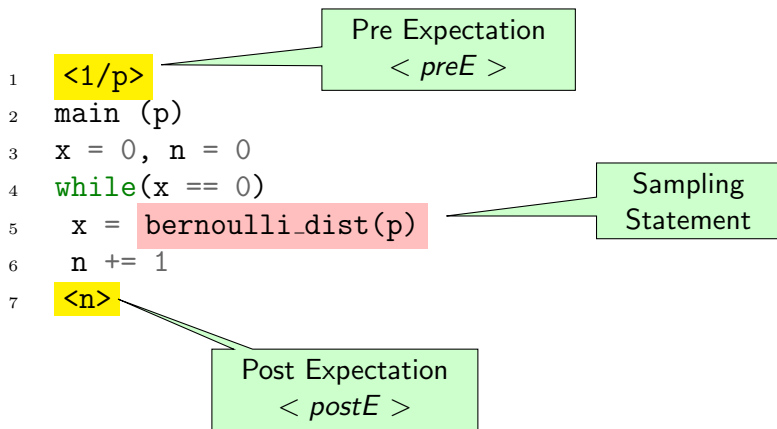 Pre Expectation
< preE >
1 <1/p>
2 main (p)
3 x = 0, n = 0
4 while(x == 0)
Sampling
Statement
5 x = bernoulli_dist(p)
6 n += 1
7 <n>
Post Expectation
< postE >